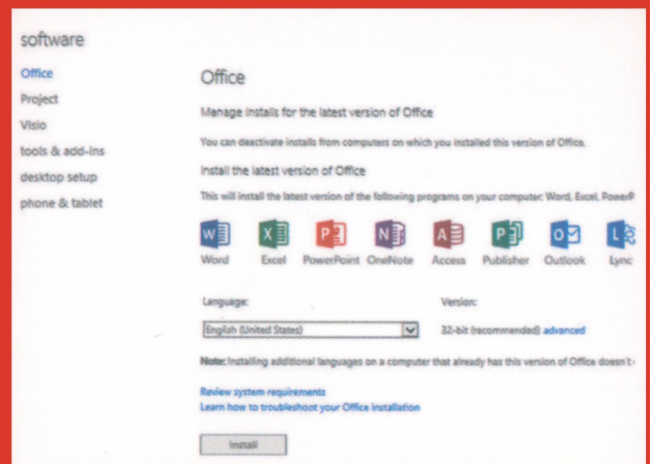 software
Office
Project
Visio
tools & add-ins
desktop setup
phone & tablet
Office
Manage installs for the latest version of Office
You can deactivate installs from computers on which you installed this version of Office.
Install the latest version of Office
This will install the latest version of the following programs on your computer: Word, Excel, PowerP
Word Excel PowerPoint OneNote Access Publisher Outlook Lync
Language: Version:
English (United States) 32-bit (recommended) advanced
Note: Installing additional languages on a computer that already has this version of Office doesn't
Review system requirements
Learn how to troubleshoot your Office installation
Install